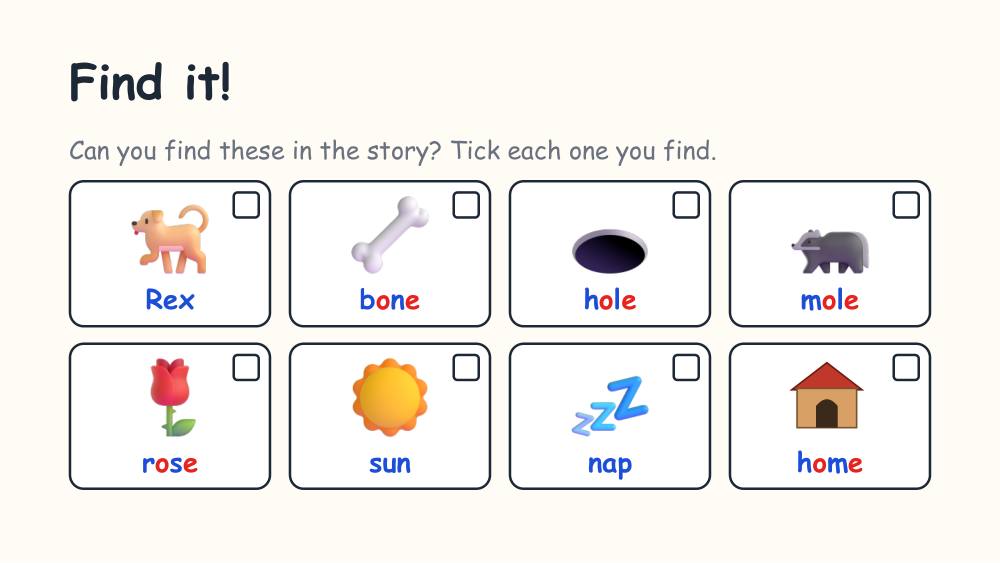 Find it!
Can you find these in the story? Tick each one you find.
Rex
bone
hole
mole
rose
sun
nap
home